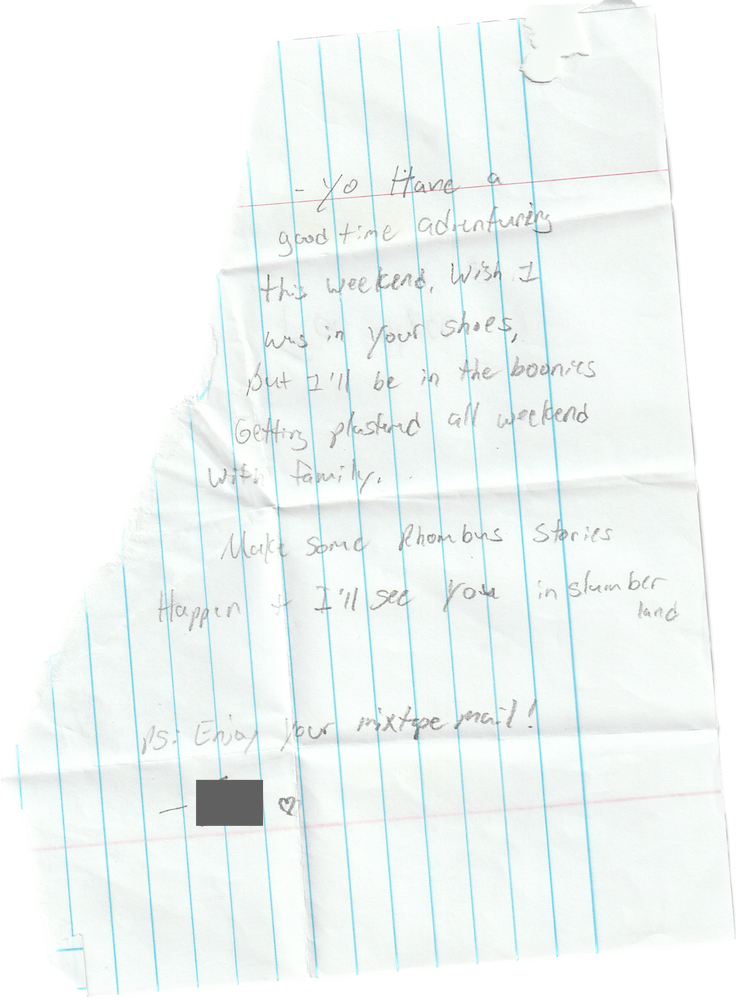 - Yo Have a
good time adventuring
this weekend. Wish I
was in your shoes,
but I'll be in the boonies
Getting plastered all weekend
with family.
Make some Rhombus Stories
Happen + I'll see you in slumber
land
ps: Enjoy your mixtape mail!
- ♡